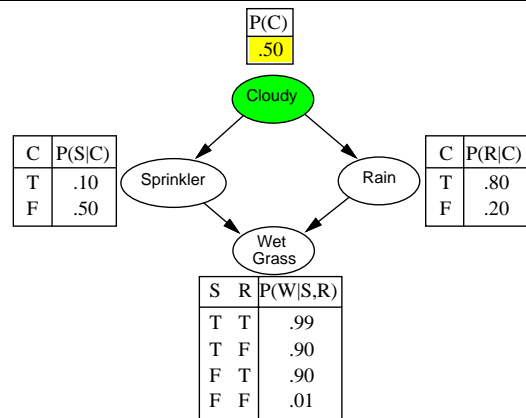 P(C)
.50
Cloudy
C P(S|C)
T .10
F .50
Sprinkler
Rain
C P(R|C)
T .80
F .20
Wet
Grass
S R P(W|S,R)
T T .99
T F .90
F T .90
F F .01